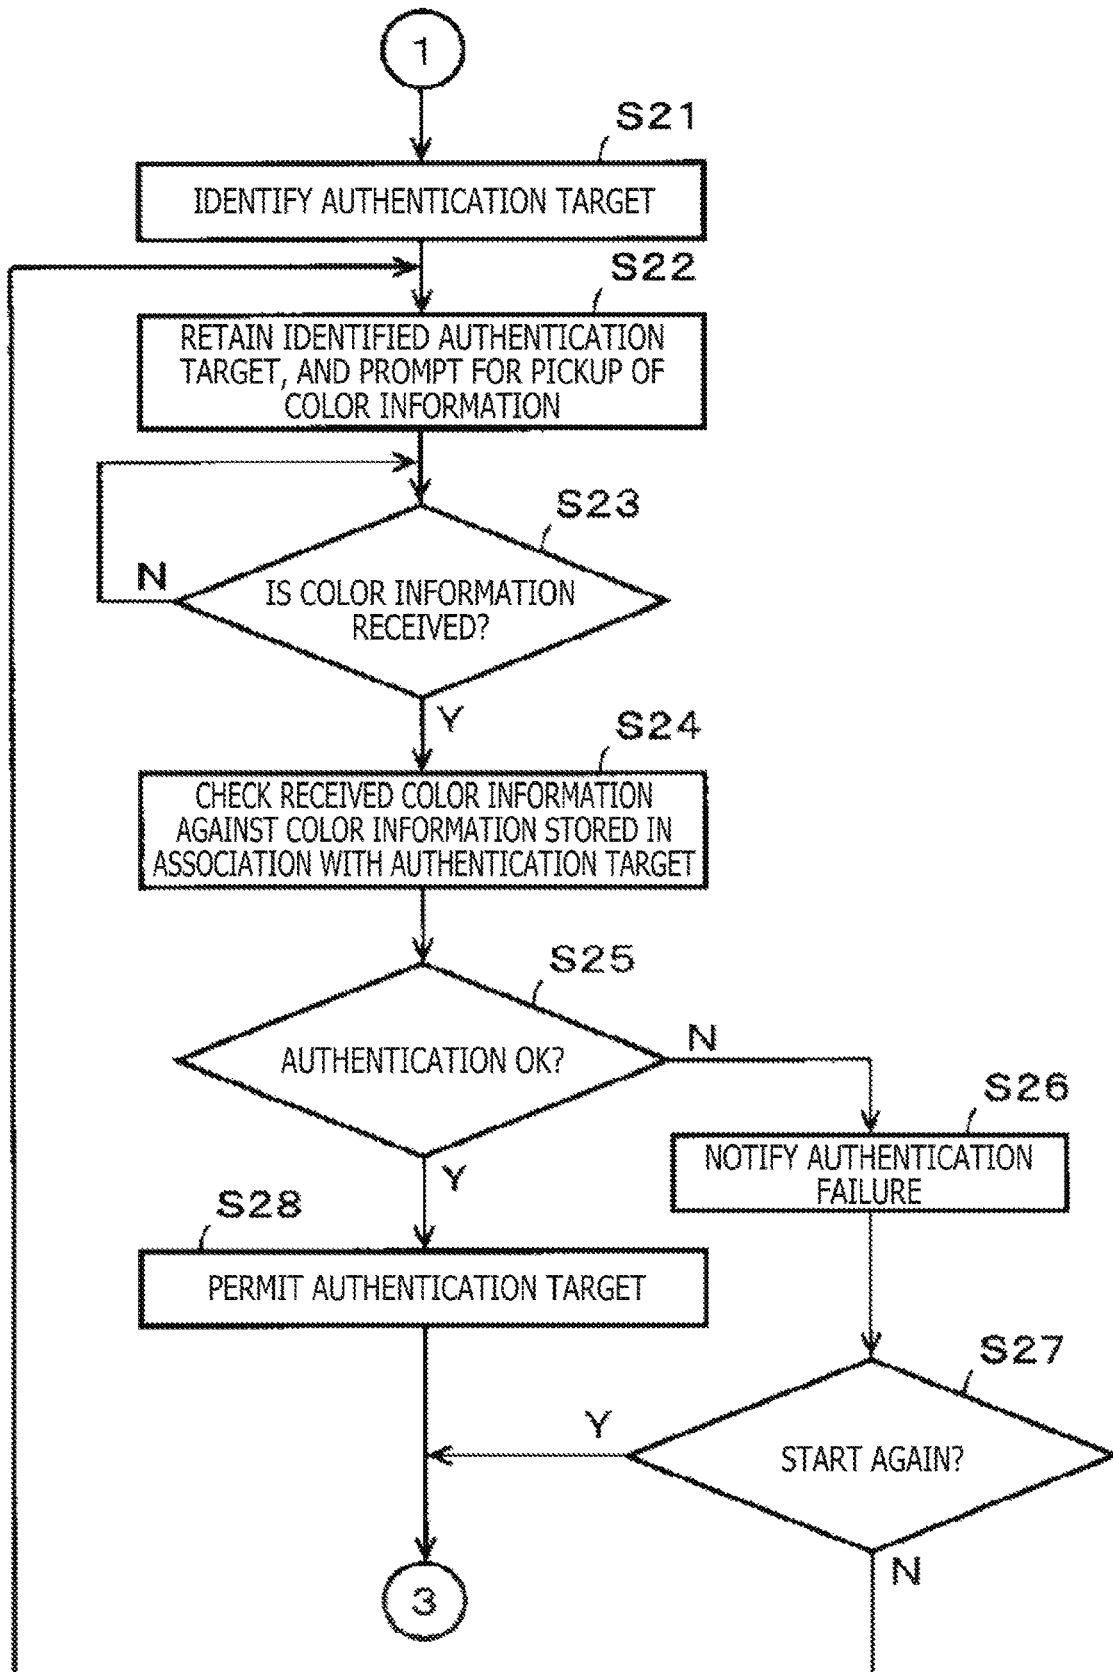 1
S21
IDENTIFY AUTHENTICATION TARGET
S22
RETAIN IDENTIFIED AUTHENTICATION
TARGET, AND PROMPT FOR PICKUP OF
COLOR INFORMATION
S23
N
IS COLOR INFORMATION
RECEIVED?
Y
S24
CHECK RECEIVED COLOR INFORMATION
AGAINST COLOR INFORMATION STORED IN
ASSOCIATION WITH AUTHENTICATION TARGET
S25
AUTHENTICATION OK?
N
S26
NOTIFY AUTHENTICATION
FAILURE
Y
S28
PERMIT AUTHENTICATION TARGET
S27
Y
START AGAIN?
N
3